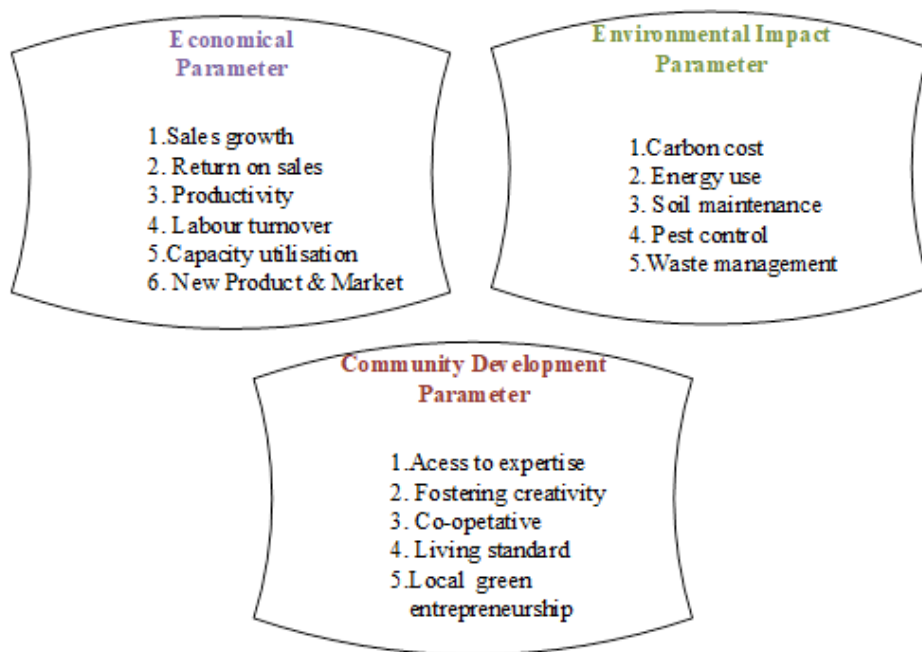 Economical
Parameter
1.Sales growth
2. Return on sales
3. Productivity
4. Labour turnover
5.Capacity utilisation
6. New Product & Market
Environmental Impact
Parameter
1.Carbon cost
2. Energy use
3. Soil maintenance
4. Pest control
5.Waste management
Community Development
Parameter
1.Acess to expertise
2. Fostering creativity
3. Co-opetative
4. Living standard
5.Local green
entrepreneurship